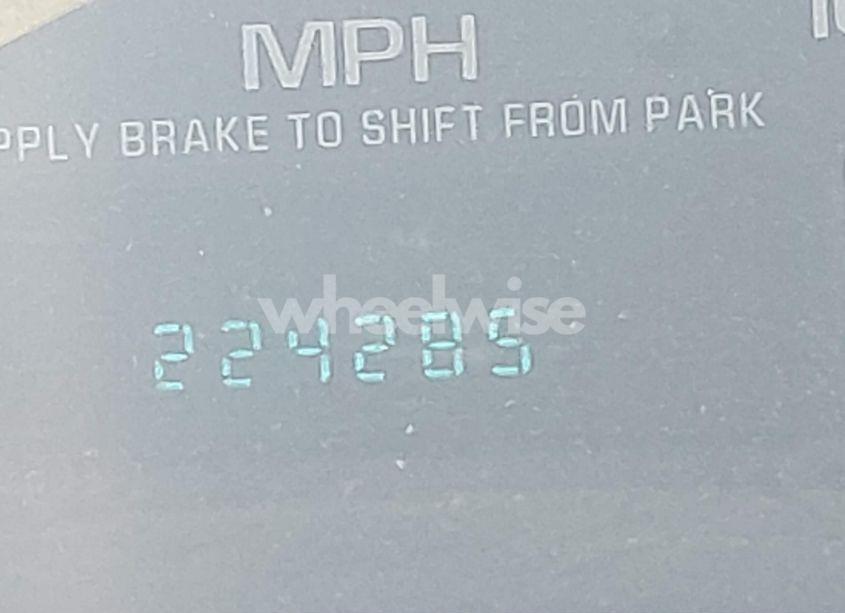 MPH
PPLY BRAKE TO SHIFT FROM PARK
wheelwise
224285